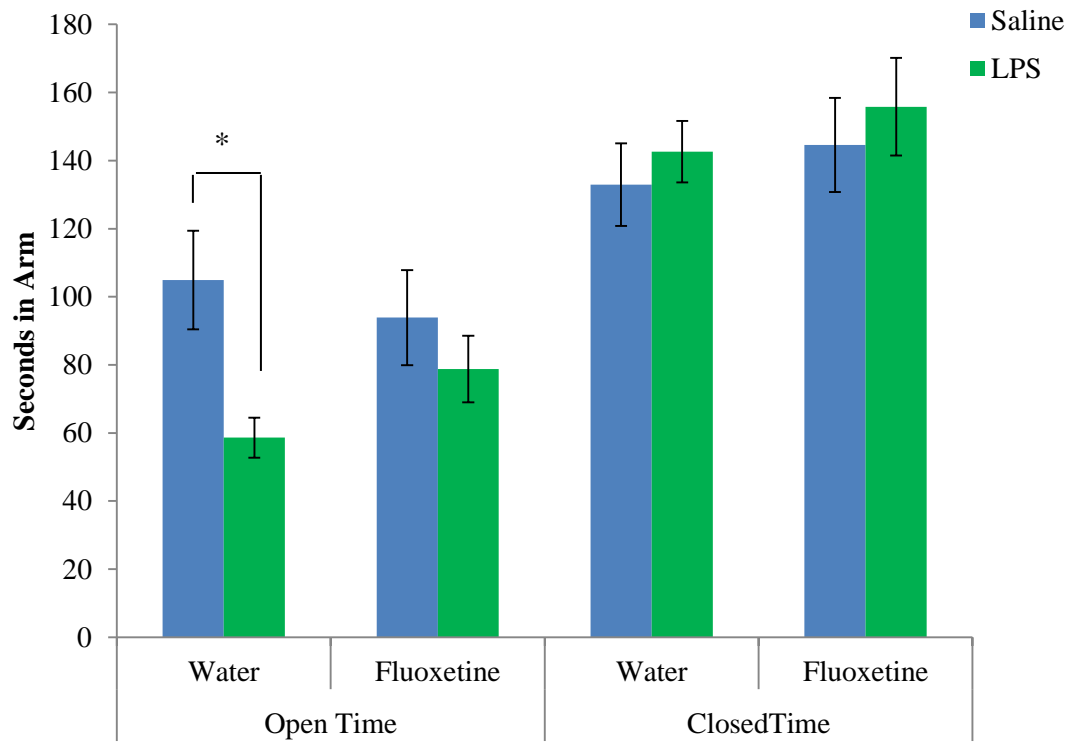 Saline
LPS
180
160
140
120
100
80
60
40
20
0
Seconds in Arm
*
Water Fluoxetine Water Fluoxetine
Open Time ClosedTime